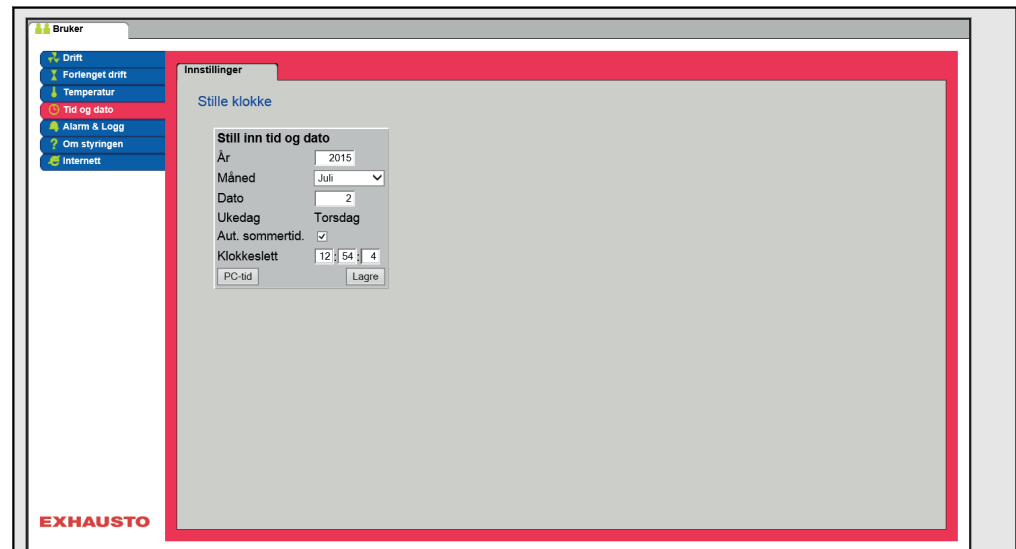 Bruker
Drift
Forlenget drift
Temperatur
Tid og dato
Alarm & Logg
Om styringen
Internett
Innstillinger
Stille klokke
Still inn tid og dato
År 2015
Måned Juli
Dato 2
Ukedag Torsdag
Aut. sommertid.
Klokkeslett 12 : 54 : 4
PC-tid Lagre
EXHAUSTO